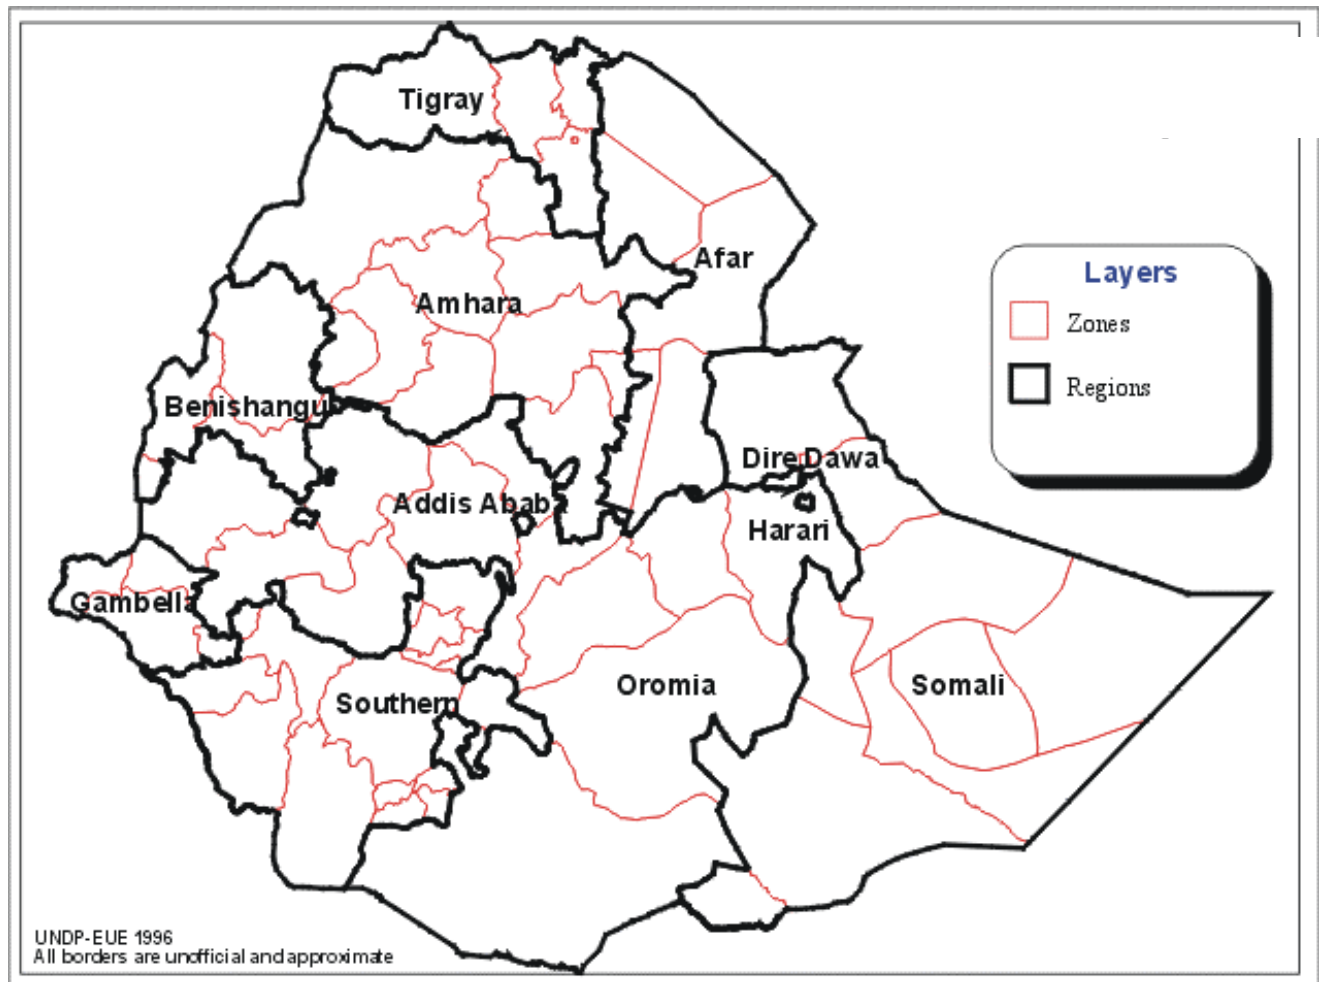 Tigray
Afar
Layers
Amhara
Zones
Regions
Benishangu
Dire Dawa
Addis Abab
Harari
Gambella
Oromia
Somali
Southern
UNDP-EUE 1996
All borders are unofficial and approximate